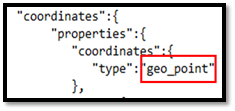 "coordinates":{
"properties":{
"coordinates":{
"type":"geo_point"
},